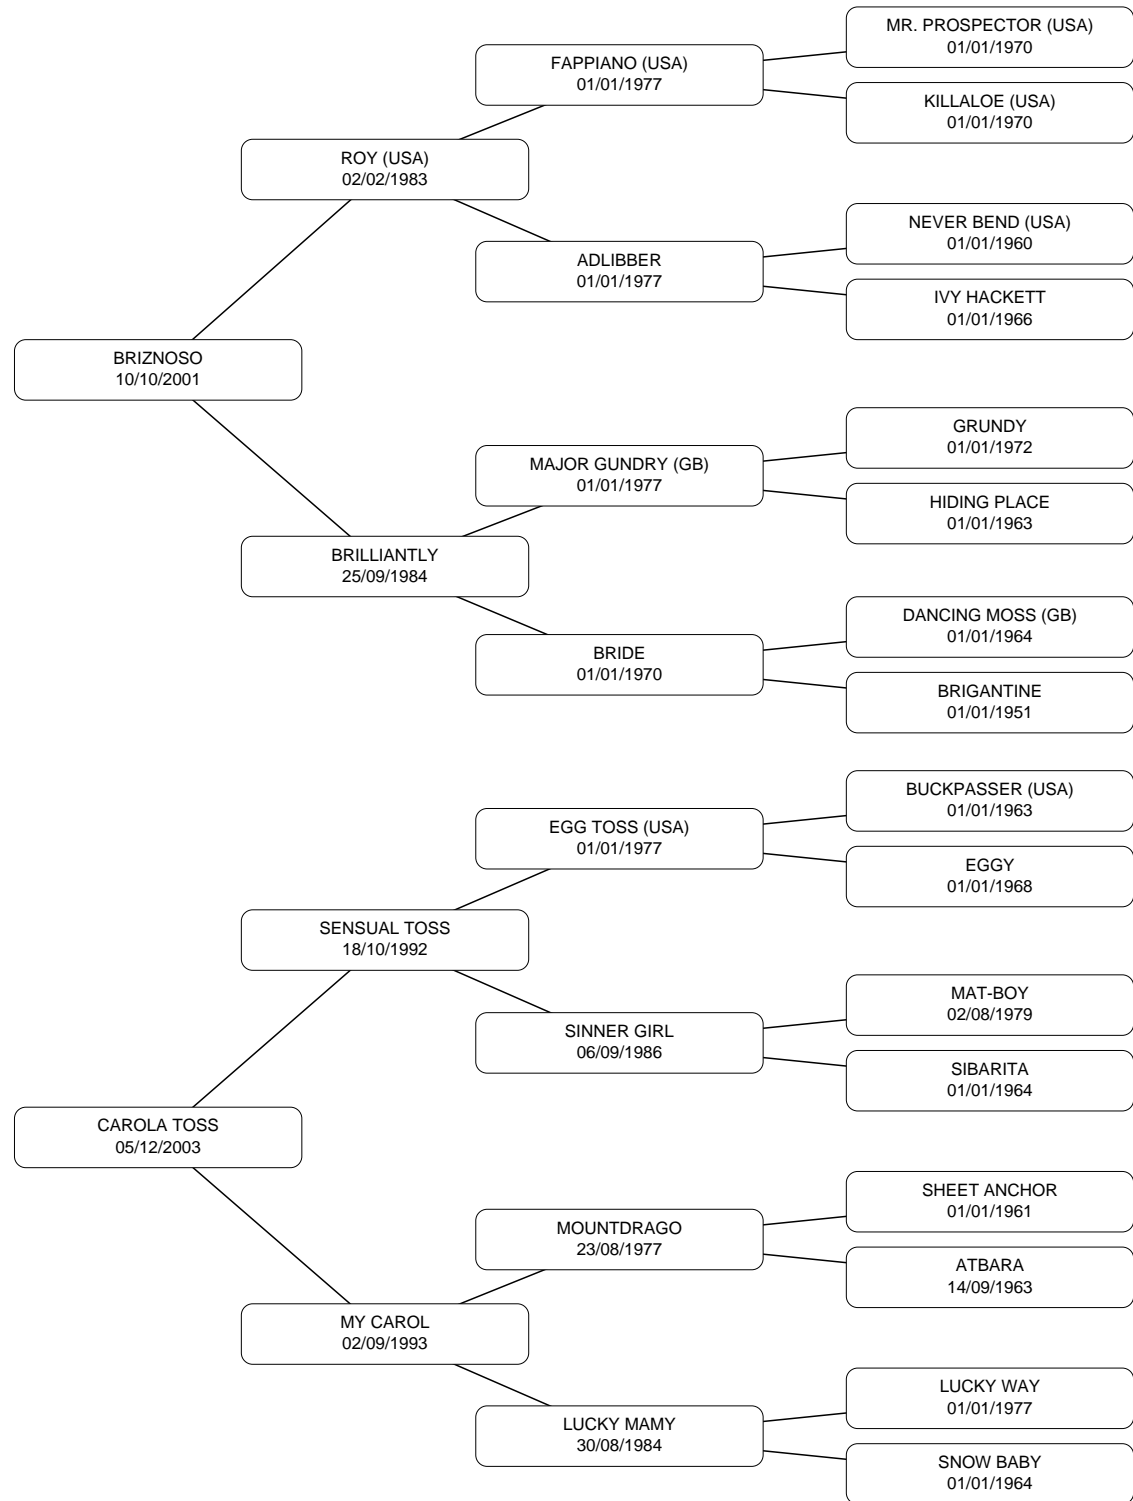 MR. PROSPECTOR (USA)
01/01/1970
FAPPIANO (USA)
01/01/1977
KILLALOE (USA)
01/01/1970
ROY (USA)
02/02/1983
NEVER BEND (USA)
01/01/1960
ADLIBBER
01/01/1977
IVY HACKETT
01/01/1966
BRIZNOSO
10/10/2001
GRUNDY
01/01/1972
MAJOR GUNDRY (GB)
01/01/1977
HIDING PLACE
01/01/1963
BRILLIANTLY
25/09/1984
DANCING MOSS (GB)
01/01/1964
BRIDE
01/01/1970
BRIGANTINE
01/01/1951
BUCKPASSER (USA)
01/01/1963
EGG TOSS (USA)
01/01/1977
EGGY
01/01/1968
SENSUAL TOSS
18/10/1992
MAT-BOY
02/08/1979
SINNER GIRL
06/09/1986
SIBARITA
01/01/1964
CAROLA TOSS
05/12/2003
SHEET ANCHOR
01/01/1961
MOUNTDRAGO
23/08/1977
ATBARA
14/09/1963
MY CAROL
02/09/1993
LUCKY WAY
01/01/1977
LUCKY MAMY
30/08/1984
SNOW BABY
01/01/1964